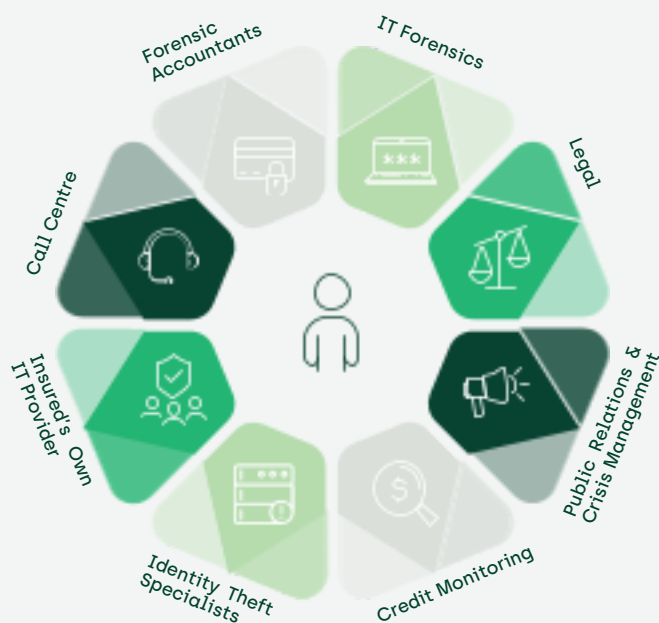 Forensic
Accountants
IT Forensics
Legal
Public Relations &
Crisis Management
Credit Monitoring
Identity Theft
Specialists
Insured's Own
IT Provider
Call Centre
***
$